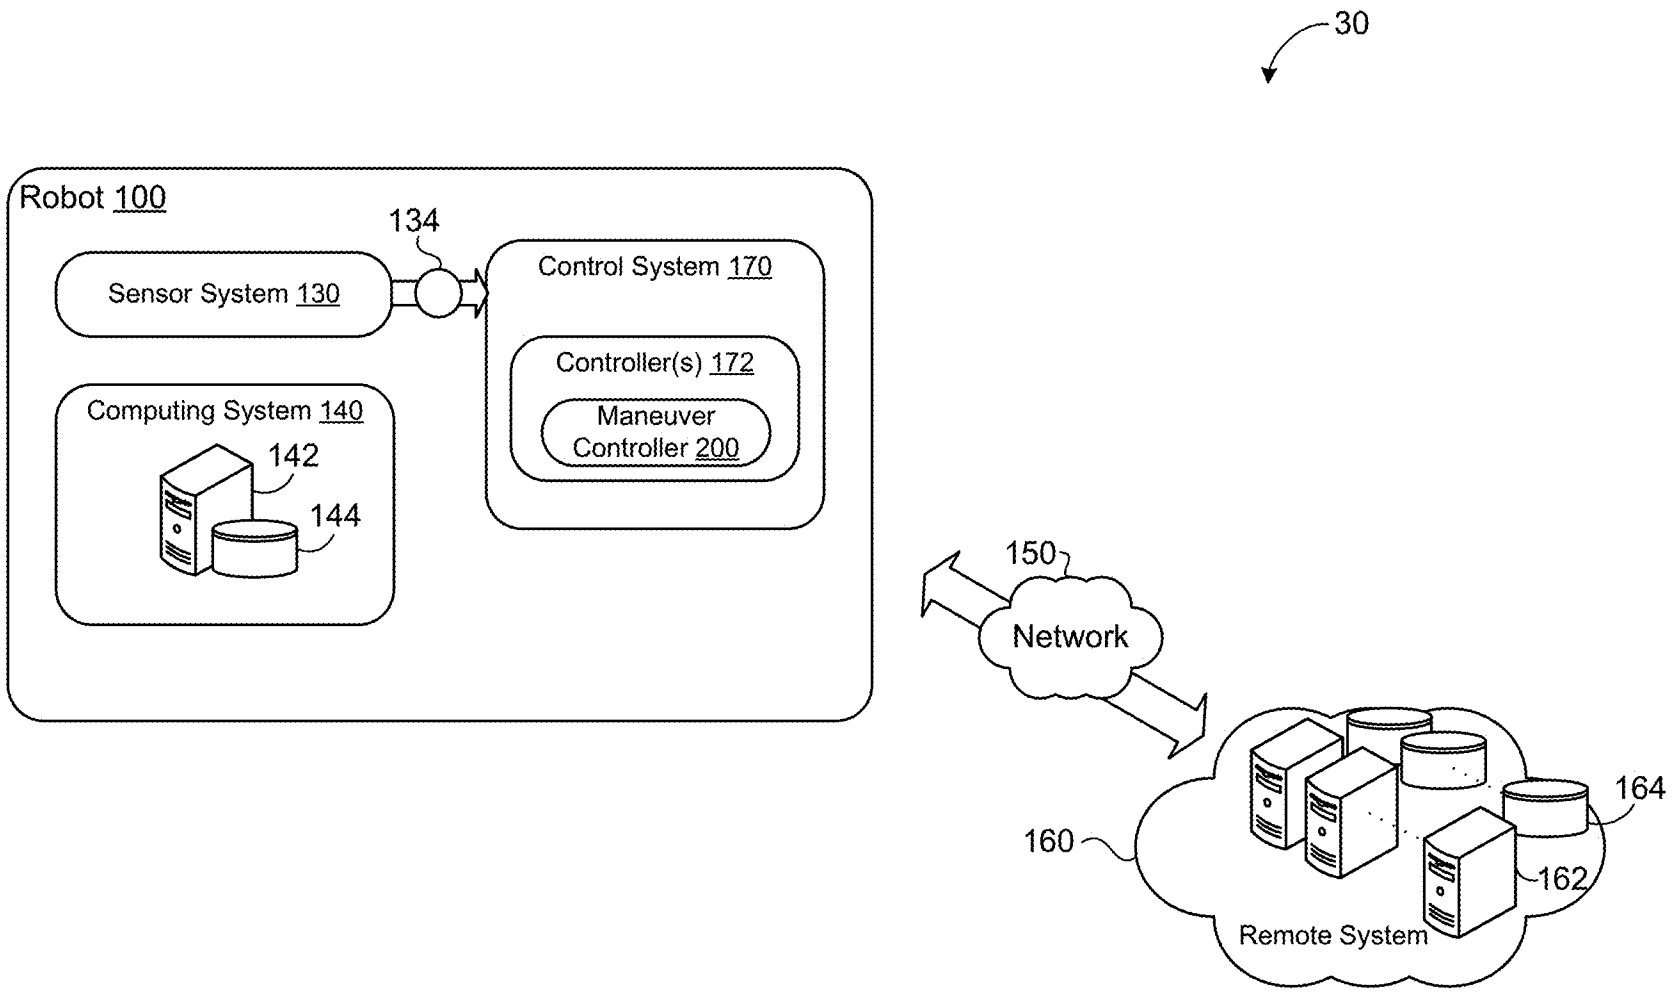 30
Robot 100
134
Sensor System 130
Control System 170
Controller(s) 172
Maneuver
Controller 200
Computing System 140
142
144
150
Network
160
164
162
Remote System